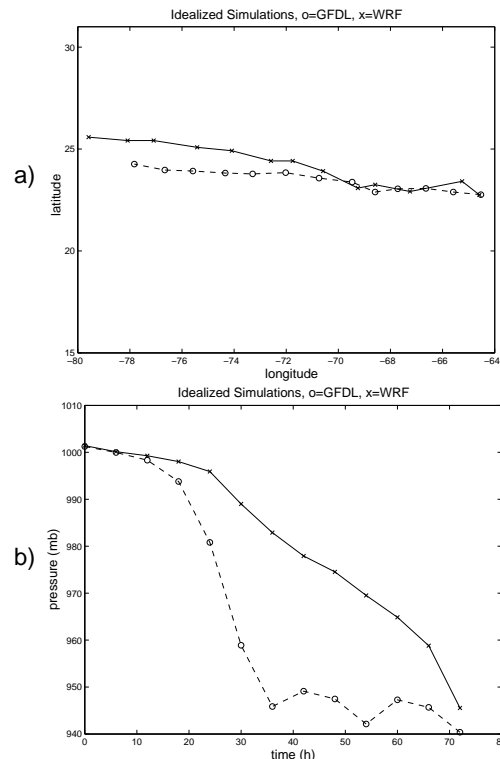 Idealized Simulations, o=GFDL, x=WRF
31
25
20
15
latitude
a)
−80 −78 −76 −74 −72 −70 −68 −66 −64
longitude
Idealized Simulations, o=GFDL, x=WRF
1010
1000
990
980
970
960
950
940
pressure (mb)
b)
0 10 20 30 40 50 60 70 80
time (h)